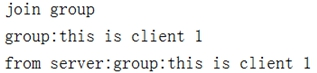 join group
group:this is client 1
from server:group:this is client 1